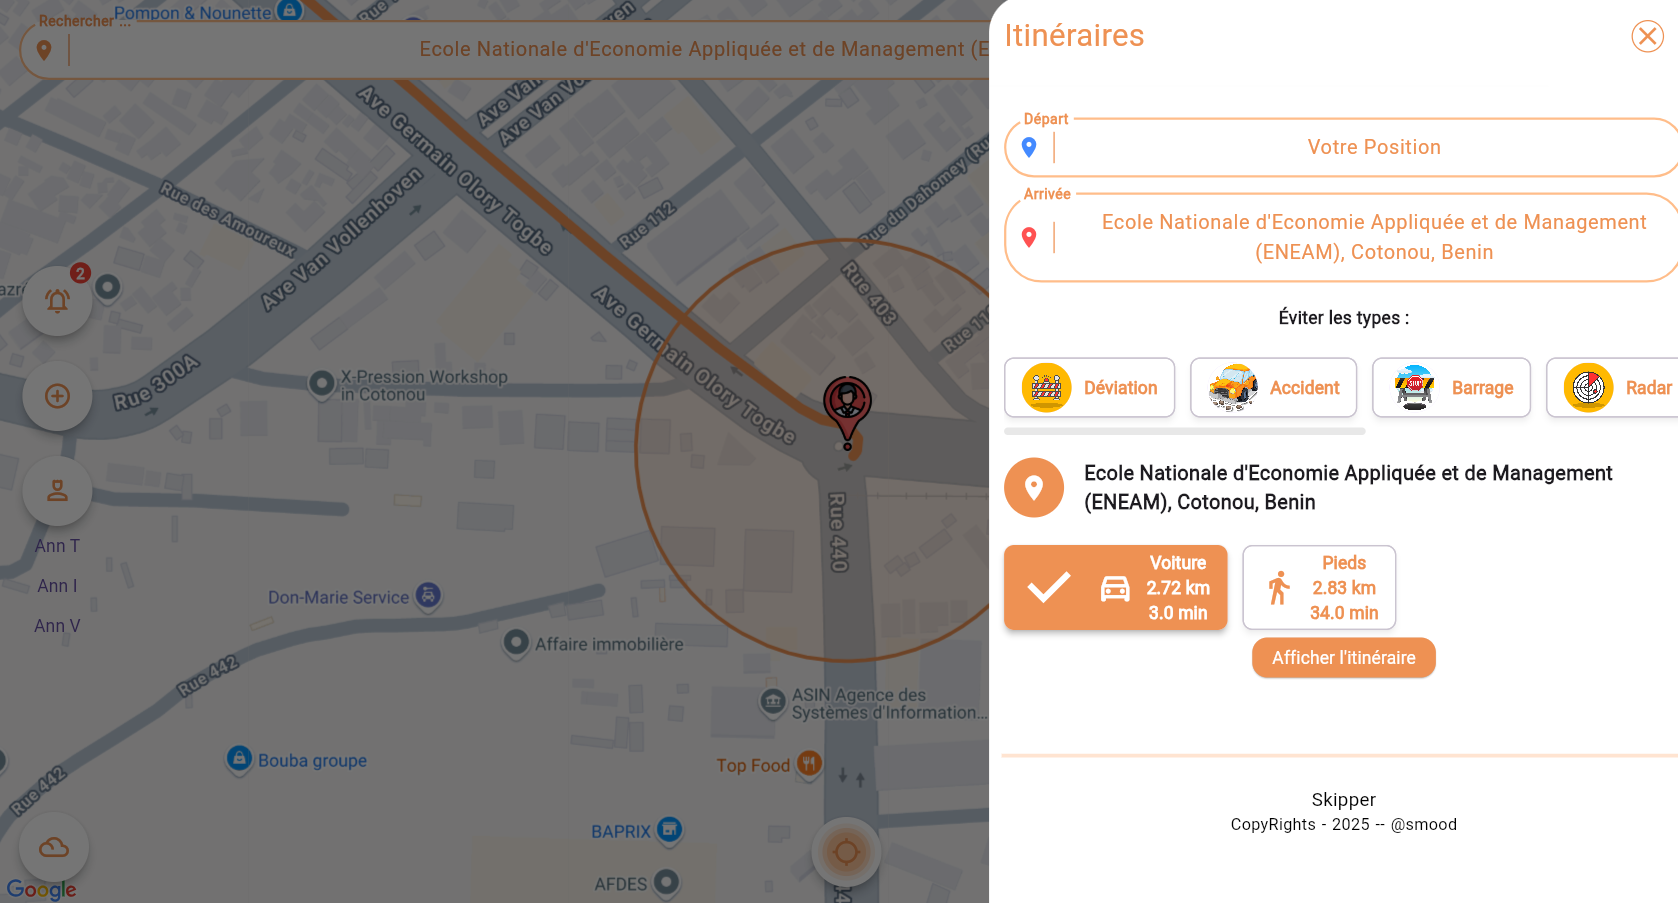 Pompon & Nounette
Rue
Rechercher ...
Ecole Nationale d'Economie Appliquée et de Management (E
Ave Van Vo
Ave Germain Olory Togbe
Rue des Amoureux
Ave Van Vollenhoven
Rue 112
Rue du Dahomey (Ru
Rue 403
Rue 11
Ave Germain Olory Togbe
2
azré
Rue 300A
X-Pression Workshop
in Cotonou
Rue 440
Ann T
Ann I
Ann V
Don-Marie Service
Affaire immobilière
Rue 442
ASIN Agence des
Systèmes d'Information...
Bouba groupe
Top Food
Rue 442
BAPRIX
AFDES
Google
Itinéraires
Départ
Votre Position
Arrivée
Ecole Nationale d'Economie Appliquée et de Management
(ENEAM), Cotonou, Benin
Éviter les types :
Déviation
Accident
STOP
Barrage
Radar
Ecole Nationale d'Economie Appliquée et de Management
(ENEAM), Cotonou, Benin
Voiture
2.72 km
3.0 min
Pieds
2.83 km
34.0 min
Afficher l'itinéraire
Skipper
CopyRights - 2025 -- @smood